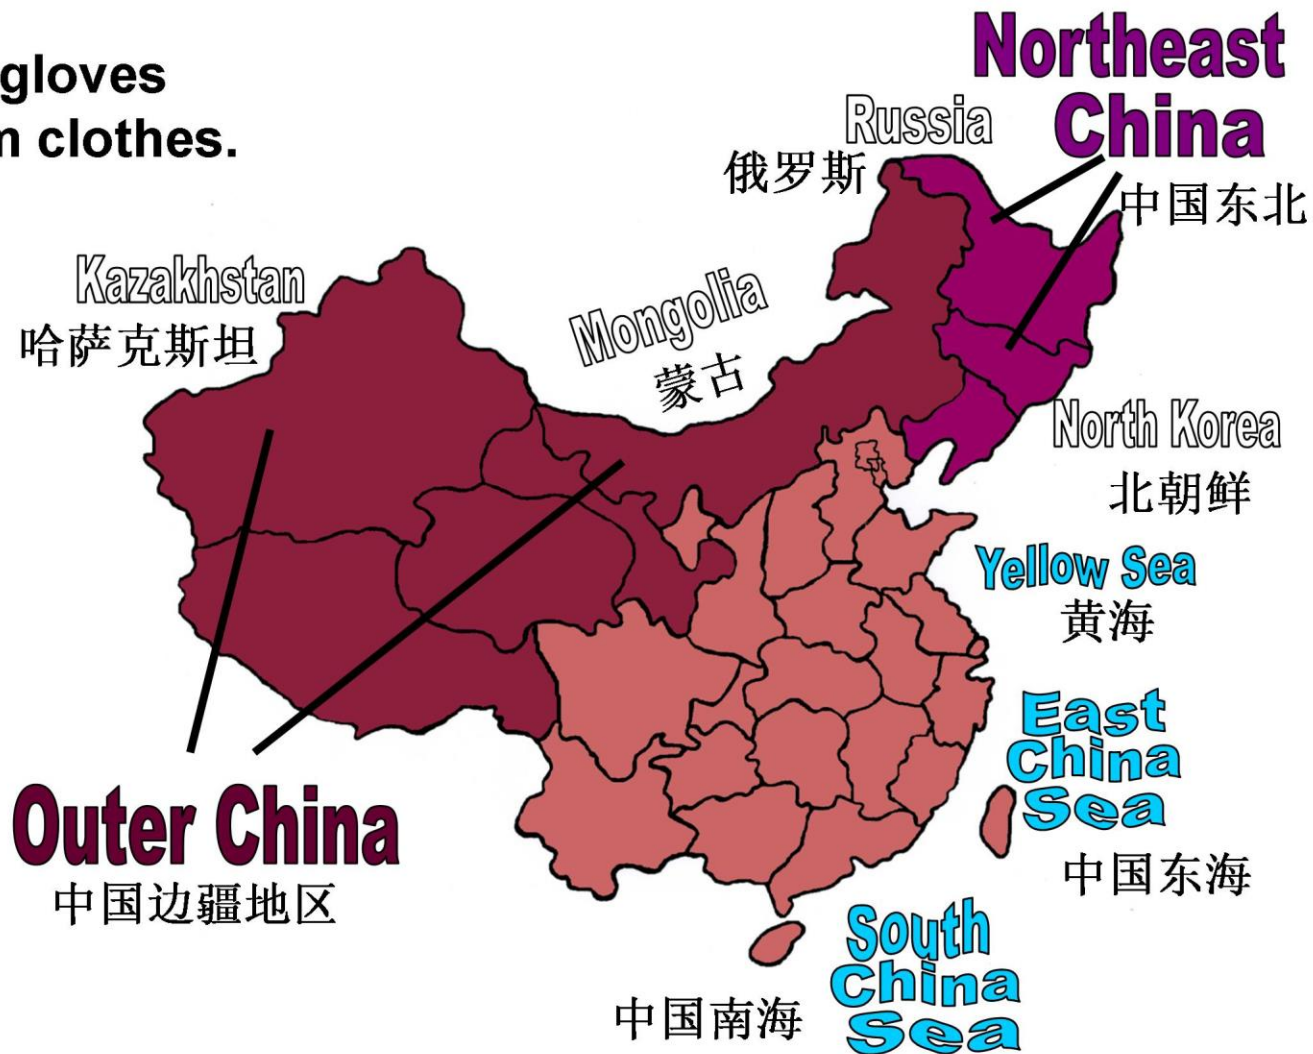 gloves
m clothes.
Northeast
China
中国东北
Russia
俄罗斯
Kazakhstan
哈萨克斯坦
Mongolia
蒙古
North Korea
北朝鲜
Yellow Sea
黄海
East
China
Sea
中国东海
Outer China
中国边疆地区
South
China
Sea
中国南海